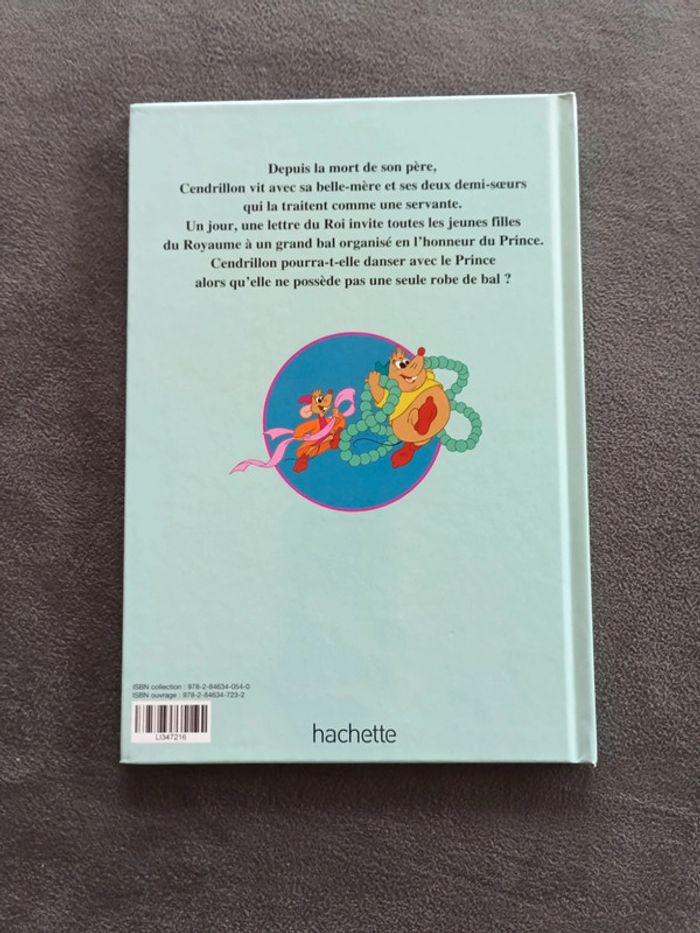 Depuis la mort de son père,
Cendrillon vit avec sa belle-mère et ses deux demi-sœurs
qui la traitent comme une servante.
Un jour, une lettre du Roi invite toutes les jeunes filles
du Royaume à un grand bal organisé en l'honneur du Prince.
Cendrillon pourra-t-elle danser avec le Prince
alors qu'elle ne possède pas une seule robe de bal ?
ISBN collection : 978-2-84634-054-0
ISBN ouvrage : 978-2-84634-723-2
LI347216
hachette